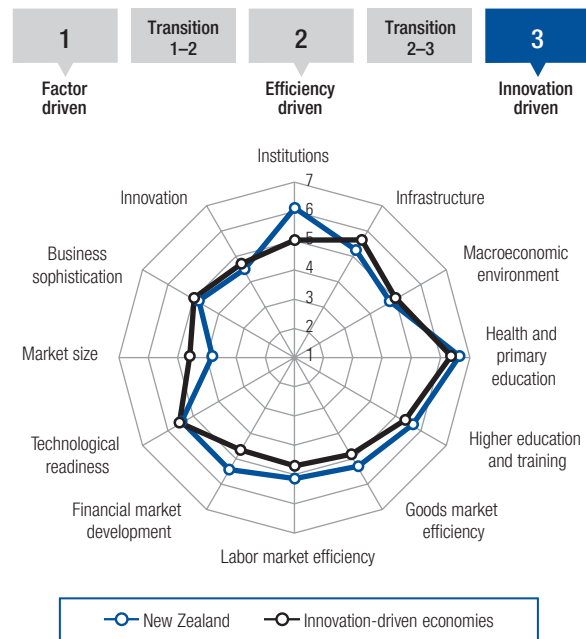 1
Transition
1–2
2
Transition
2–3
3
Factor
driven
Efficiency
driven
Innovation
driven
Institutions
7
Innovation
Infrastructure
6
5
Business
sophistication
Macroeconomic
environment
4
3
2
Market size
1
Health and
primary
education
Technological
readiness
Higher education
and training
Financial market
development
Goods market
efficiency
Labor market efficiency
New Zealand
Innovation-driven economies